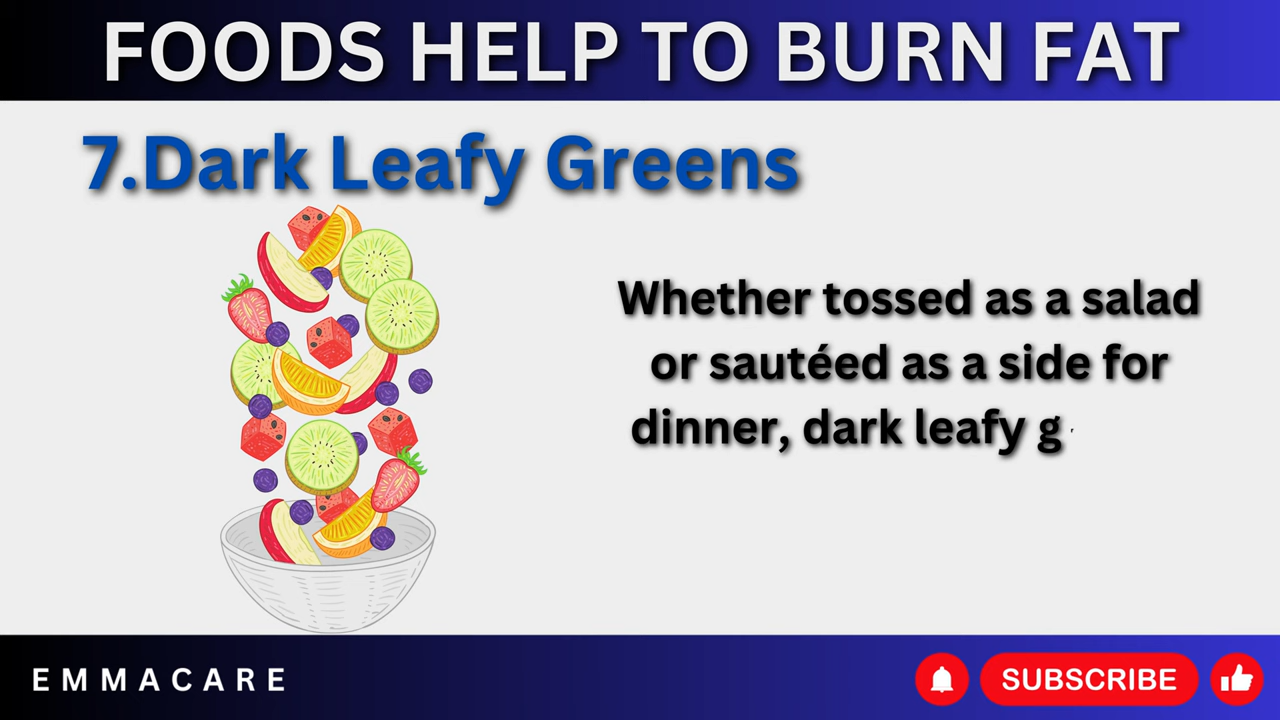 FOODS HELP TO BURN FAT
7.Dark Leafy Greens
Whether tossed as a salad
or sautéed as a side for
dinner, dark leafy g
EMMACARE
SUBSCRIBE